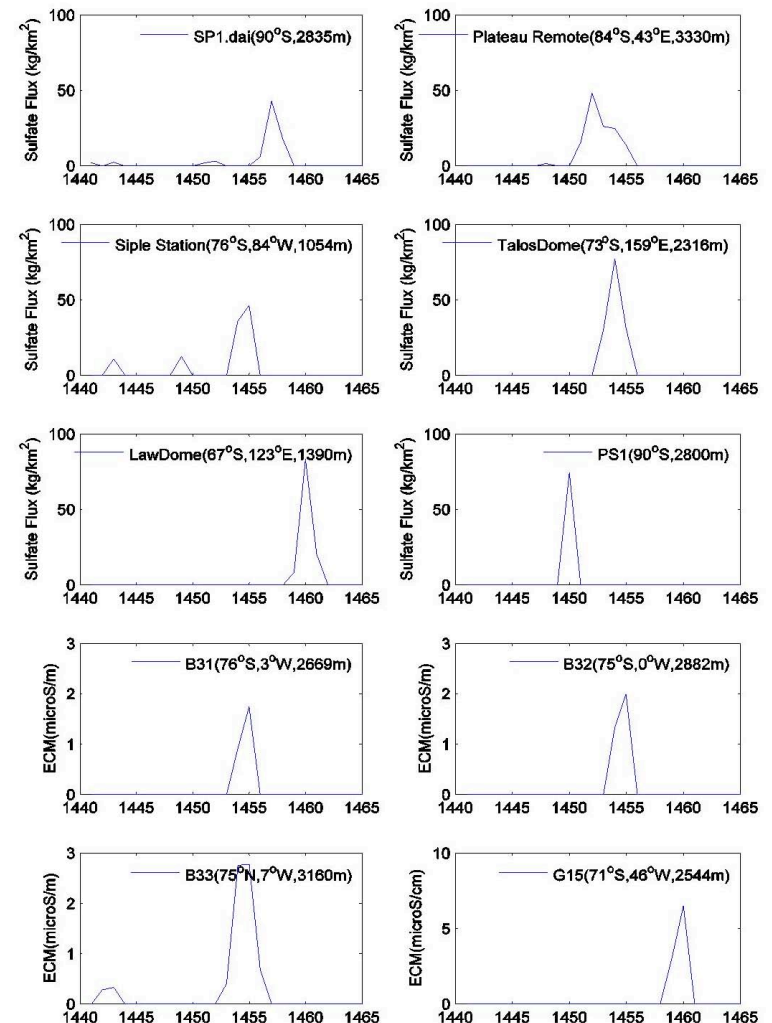 100
SP1.dai(90°S,2835m)
50
0
Sulfate Flux (kg/km²)
1440 1445 1450 1455 1460 1465
100
Plateau Remote(84°S,43°E,3330m)
50
0
Sulfate Flux (kg/km²)
1440 1445 1450 1455 1460 1465
100
Siple Station(76°S,84°W,1054m)
50
0
Sulfate Flux (kg/km²)
1440 1445 1450 1455 1460 1465
100
TalosDome(73°S,159°E,2316m)
50
0
Sulfate Flux (kg/km²)
1440 1445 1450 1455 1460 1465
100
LawDome(67°S,123°E,1390m)
50
0
Sulfate Flux (kg/km²)
1440 1445 1450 1455 1460 1465
100
PS1(90°S,2800m)
50
0
Sulfate Flux (kg/km²)
1440 1445 1450 1455 1460 1465
3
B31(76°S,3°W,2669m)
2
1
0
ECM(microS/m)
1440 1445 1450 1455 1460 1465
3
B32(75°S,0°W,2882m)
2
1
0
ECM(microS/m)
1440 1445 1450 1455 1460 1465
3
B33(75°N,7°W,3160m)
2
1
0
ECM(microS/m)
1440 1445 1450 1455 1460 1465
10
G15(71°S,46°W,2544m)
5
0
ECM(microS/cm)
1440 1445 1450 1455 1460 1465